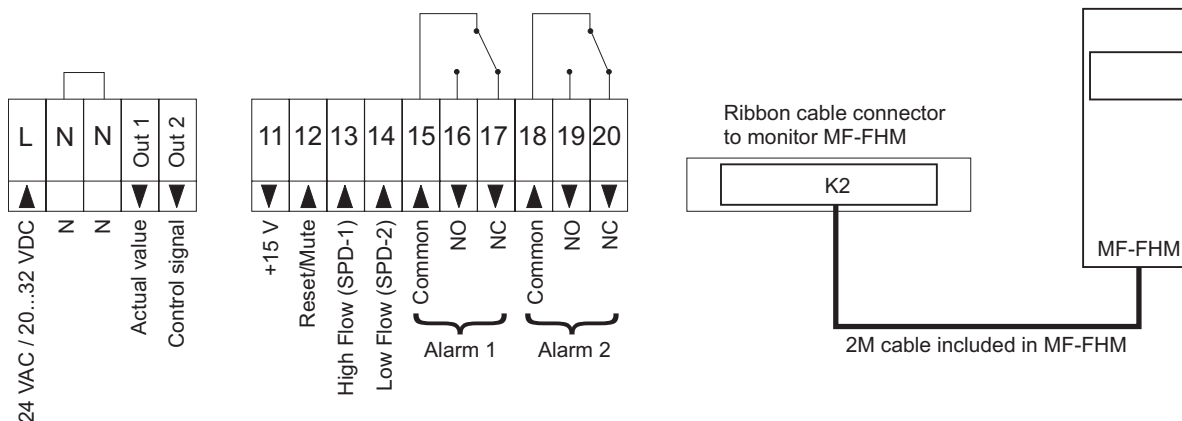 L
N
N
Out 1
Out 2
24 VAC / 20...32 VDC
N
N
Actual value
Control signal
11
12
13
14
15
16
17
18
19
20
+15 V
Reset/Mute
High Flow (SPD-1)
Low Flow (SPD-2)
Common
NO
NC
Common
NO
NC
Alarm 1
Alarm 2
Ribbon cable connector
to monitor MF-FHM
K2
MF-FHM
2M cable included in MF-FHM